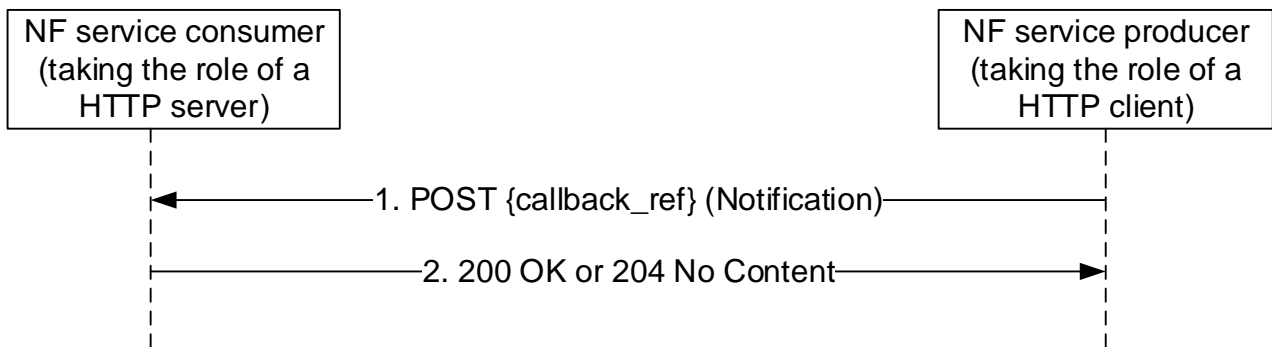 NF service consumer
(taking the role of a
HTTP server)
NF service producer
(taking the role of a
HTTP client)
1. POST {callback_ref} (Notification)
2. 200 OK or 204 No Content